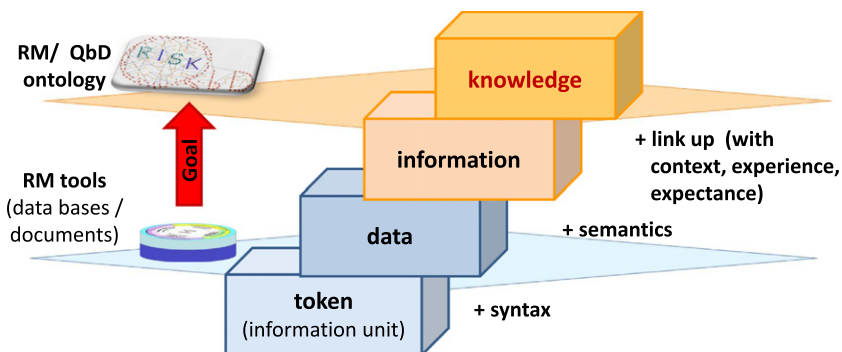 RM/ QbD
ontology
RISK
Goal
RM tools
(data bases /
documents)
knowledge
information
+ link up (with
context, experience,
expectance)
data
+ semantics
token
(information unit)
+ syntax